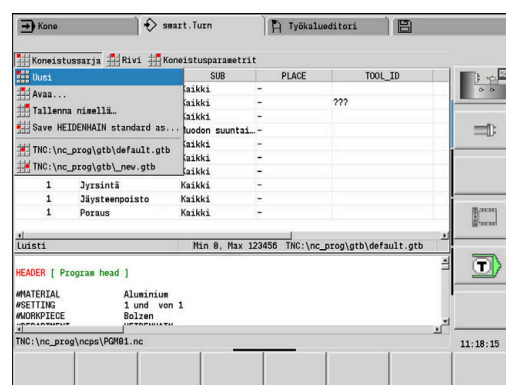 Kone smart.Turn Työkalueditori
Koneistussarja Rivi Koneistusparametrit
Uusi SUB PLACE TOOL_ID
Avaa... Kaikki –
Tallenna nimellä… Kaikki – ???
Kaikki –
Save HEIDENHAIN standard as... Muodon suuntai… –
TNC:\nc_prog\gtb\default.gtb Kaikki –
Kaikki –
TNC:\nc_prog\gtb\_new.gtb Kaikki –
1 Jyrsintä Kaikki –
1 Jäysteenpoisto Kaikki –
1 Poraus Kaikki –
Luisti Min 0, Max 123456 TNC:\nc_prog\gtb\default.gtb
HEADER [ Program head ]
#MATERIAL Aluminium
#SETTING 1 und von 1
#WORKPIECE Bolzen
TNC:\nc_prog\ncps\PGM01.nc
T
11:18:15